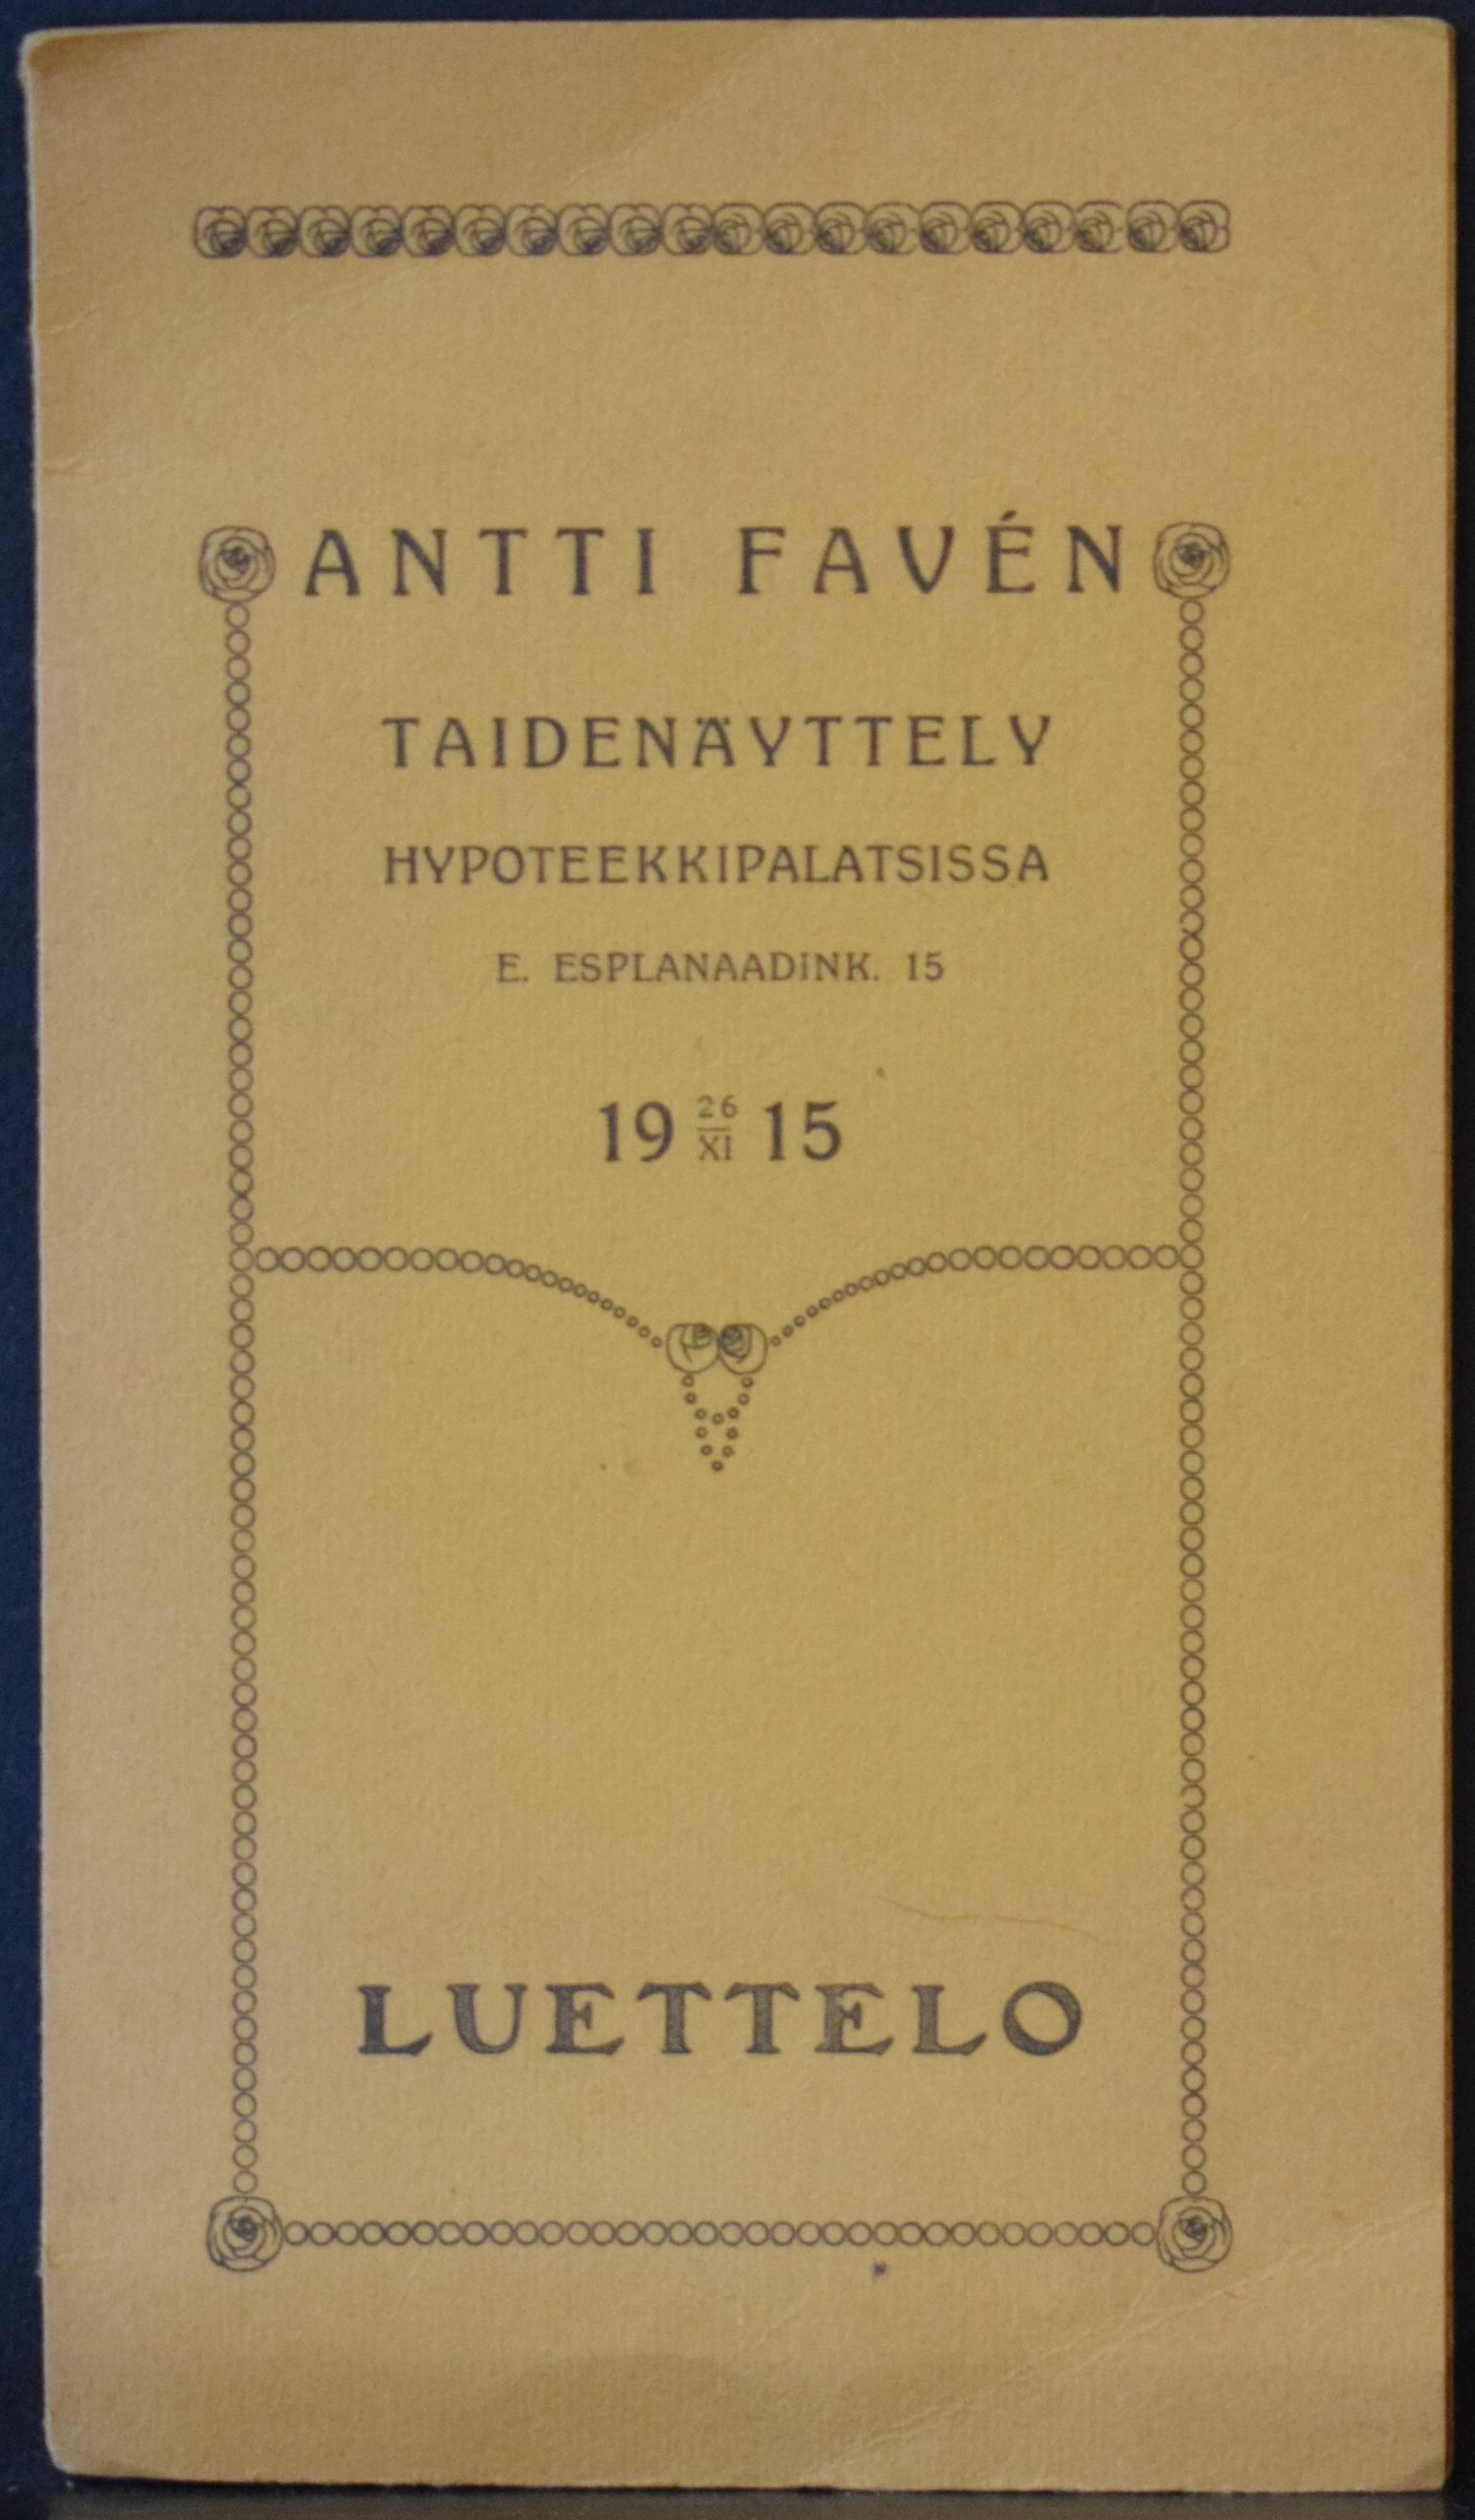 ANTTI FAVÉN
TAIDENÄYTTELY
HYPOTEEKKIPALATSISSA
E. ESPLANAADINK. 15
19 26/XI 15
LUETTELO